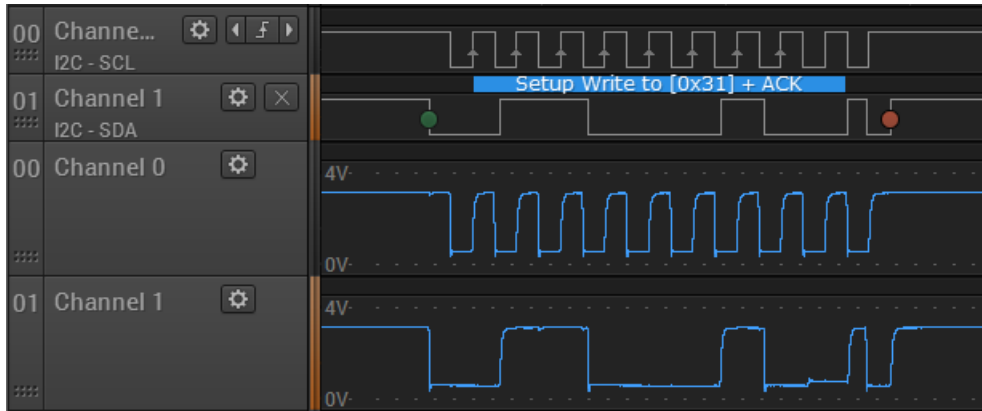 00 Channe...
I2C - SCL
Setup Write to [0x31] + ACK
01 Channel 1
I2C - SDA
00 Channel 0
4V
0V
01 Channel 1
4V
0V